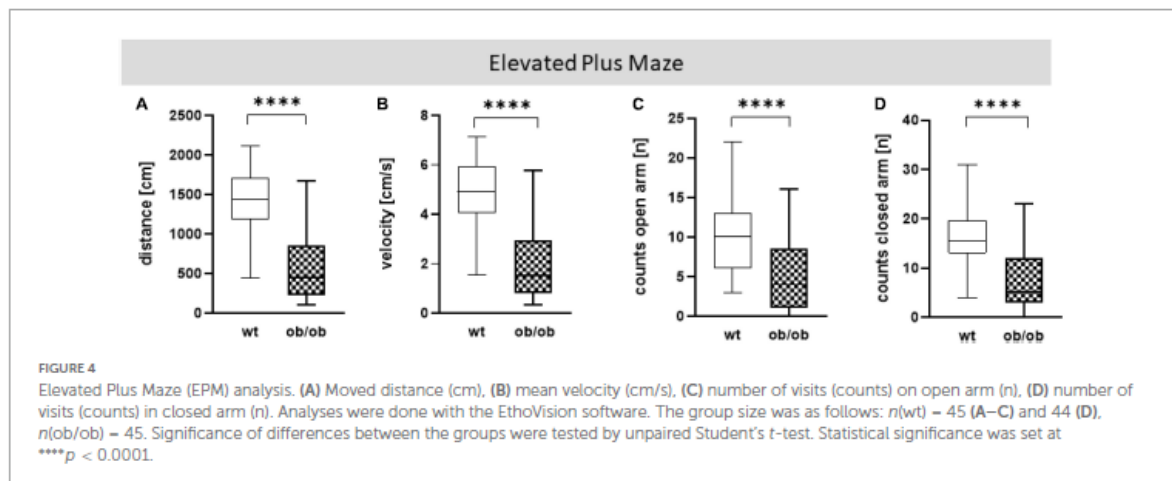 Elevated Plus Maze
A
****
2500
2000
1500
1000
500
0
distance [cm]
wt ob/ob
B
****
8
6
4
2
0
velocity [cm/s]
wt ob/ob
C
****
25
20
15
10
5
0
counts open arm [n]
wt ob/ob
D
****
40
30
20
10
0
counts closed arm [n]
wt ob/ob
FIGURE 4
Elevated Plus Maze (EPM) analysis. (A) Moved distance (cm), (B) mean velocity (cm/s), (C) number of visits (counts) on open arm (n), (D) number of
visits (counts) in closed arm (n). Analyses were done with the EthoVision software. The group size was as follows: n(wt) = 45 (A–C) and 44 (D),
n(ob/ob) = 45. Significance of differences between the groups were tested by unpaired Student's t-test. Statistical significance was set at
****p < 0.0001.